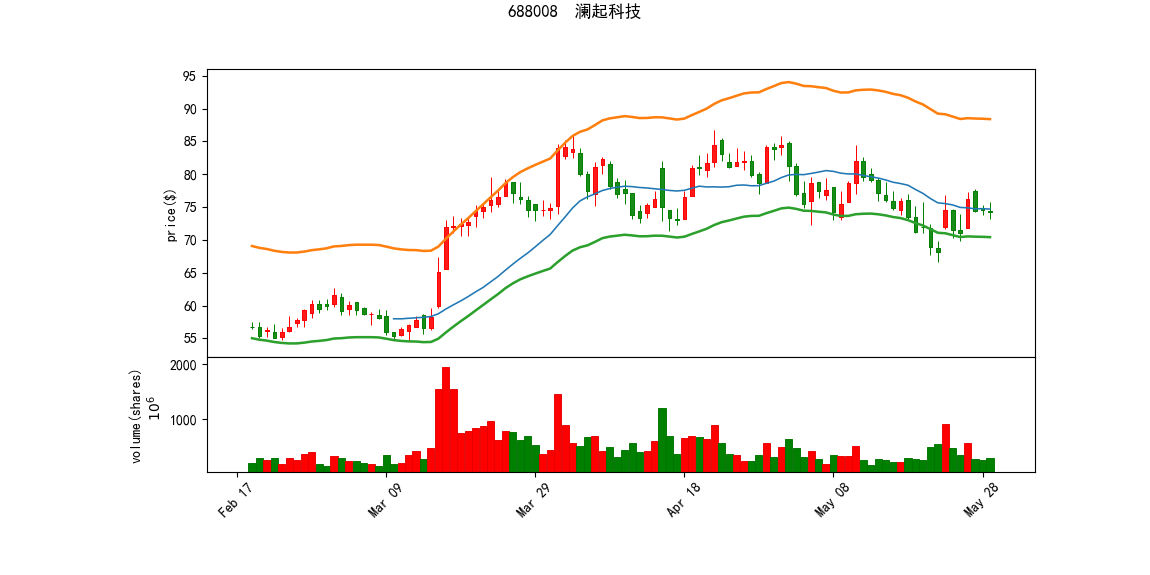 688008 澜起科技
95
90
85
80
75
70
65
60
55
price($)
2000
1000
volume(shares)
10^6
Feb 17
Mar 09
Mar 29
Apr 18
May 08
May 28